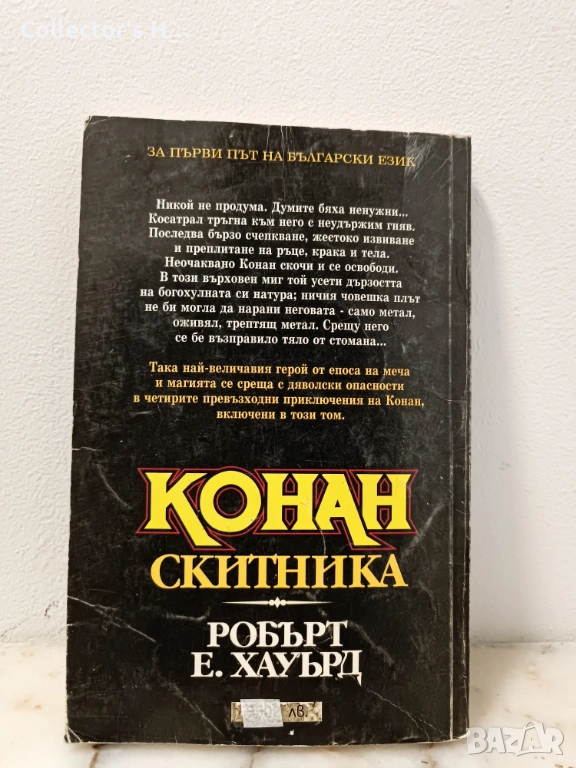 Collector's H...
ЗА ПЪРВИ ПЪТ НА БЪЛГАРСКИ ЕЗИК
Никой не продума. Думите бяха ненужни...
Косатрал тръгна към него с неудържим гняв.
Последва бързо счепкване, жестоко извиване
и преплитане на ръце, крака и тела.
Неочаквано Конан скочи и се освободи.
В този върховен миг той усети дързостта
на богохулната си натура; ничия човешка плът
не би могла да нарани неговата - само метал,
оживял, трептящ метал. Срещу него
се бе възправило тяло от стомана...
Така най-величавия герой от епоса на меча
и магията се среща с дяволски опасности
в четирите превъзходни приключения на Конан,
включени в този том.
КОНАН
СКИТНИКА
РОБЪРТ
Е. ХАУЪРД
лв.
BAZAR